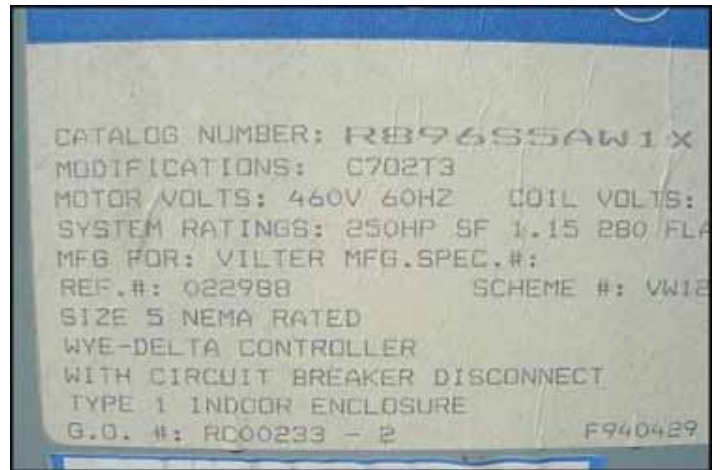 CATALOG NUMBER: RB96S5AW1X
MODIFICATIONS: C702T3
MOTOR VOLTS: 460V 60HZ COIL VOLTS:
SYSTEM RATINGS: 250HP SF 1.15 280 FLA
MFG FOR: VILTER MFG.SPEC.#:
REF.#: 022988 SCHEME #: VW12
SIZE 5 NEMA RATED
WYE-DELTA CONTROLLER
WITH CIRCUIT BREAKER DISCONNECT
TYPE 1 INDOOR ENCLOSURE
G.O. #: RC00233 - 2 F940429